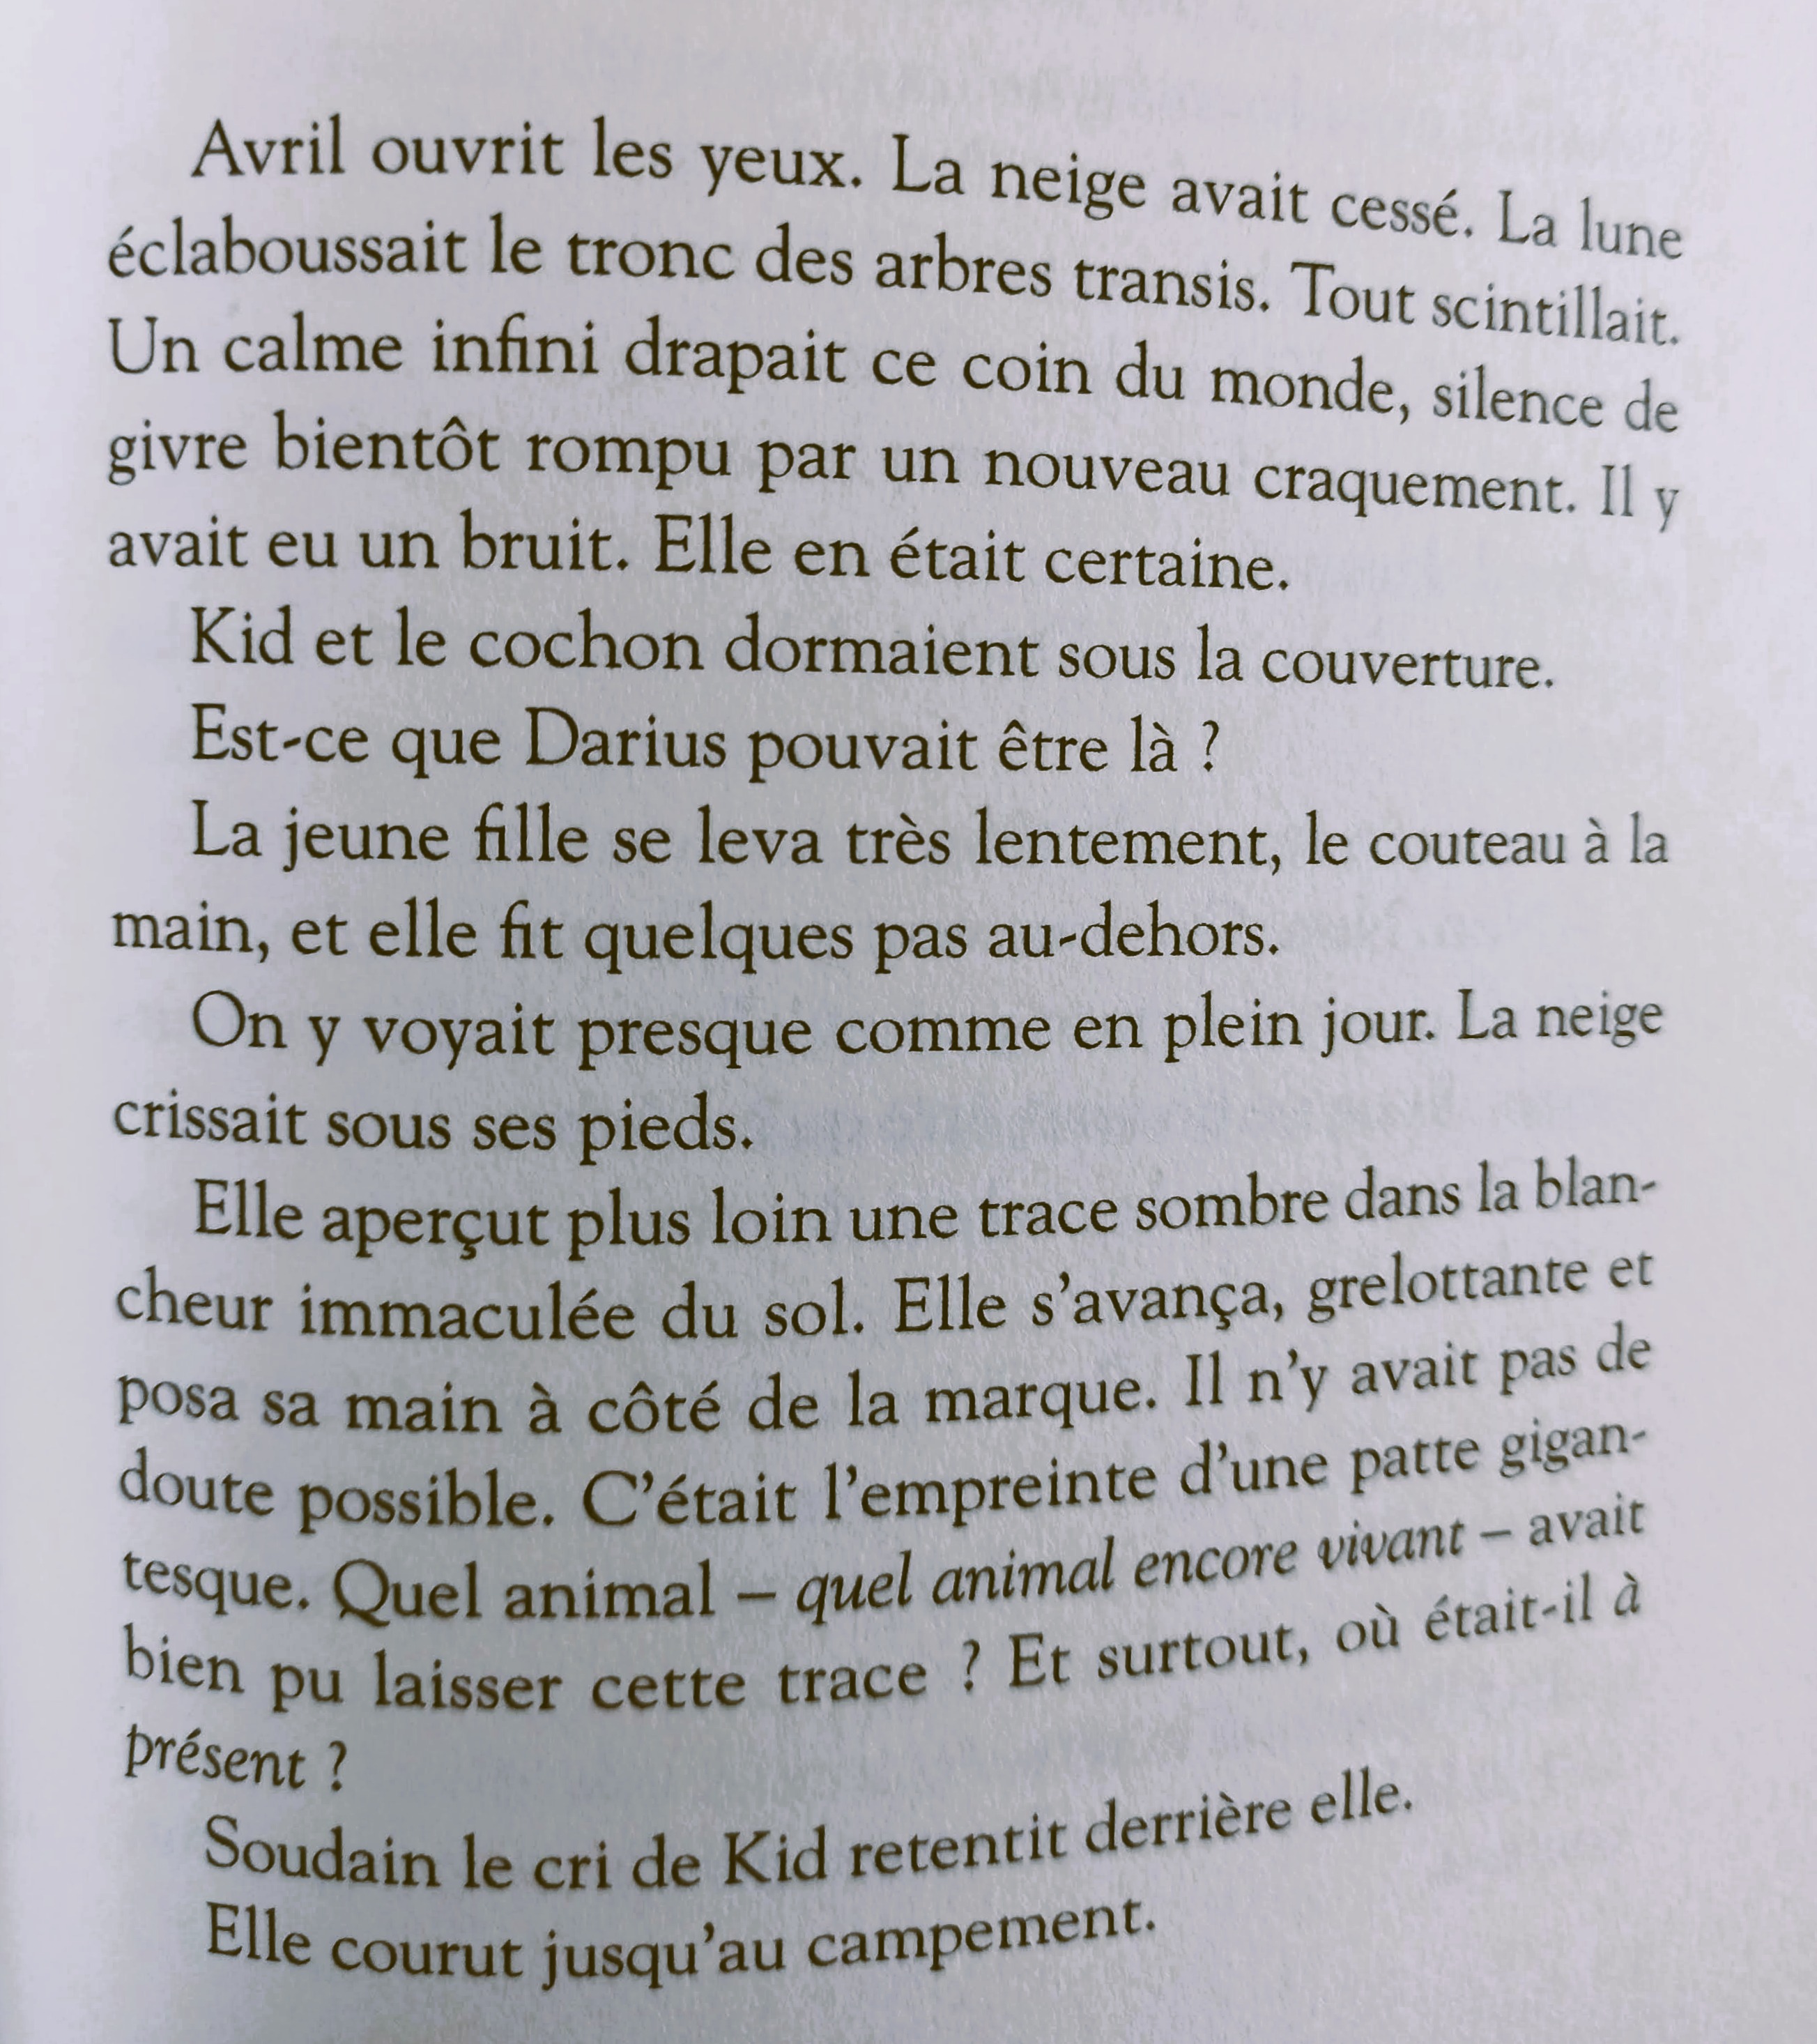 Avril ouvrit les yeux. La neige avait cessé. La lune
éclaboussait le tronc des arbres transis. Tout scintillait.
Un calme infini drapait ce coin du monde, silence de
givre bientôt rompu par un nouveau craquement. Il y
avait eu un bruit. Elle en était certaine.
Kid et le cochon dormaient sous la couverture.
Est-ce que Darius pouvait être là ?
La jeune fille se leva très lentement, le couteau à la
main, et elle fit quelques pas au-dehors.
On y voyait presque comme en plein jour. La neige
crissait sous ses pieds.
Elle aperçut plus loin une trace sombre dans la blan-
cheur immaculée du sol. Elle s'avança, grelottante et
posa sa main à côté de la marque. Il n'y avait pas de
doute possible. C'était l'empreinte d'une patte gigan-
tesque. Quel animal – quel animal encore vivant – avait
bien pu laisser cette trace ? Et surtout, où était-il à
présent ?
Soudain le cri de Kid retentit derrière elle.
Elle courut jusqu'au campement.